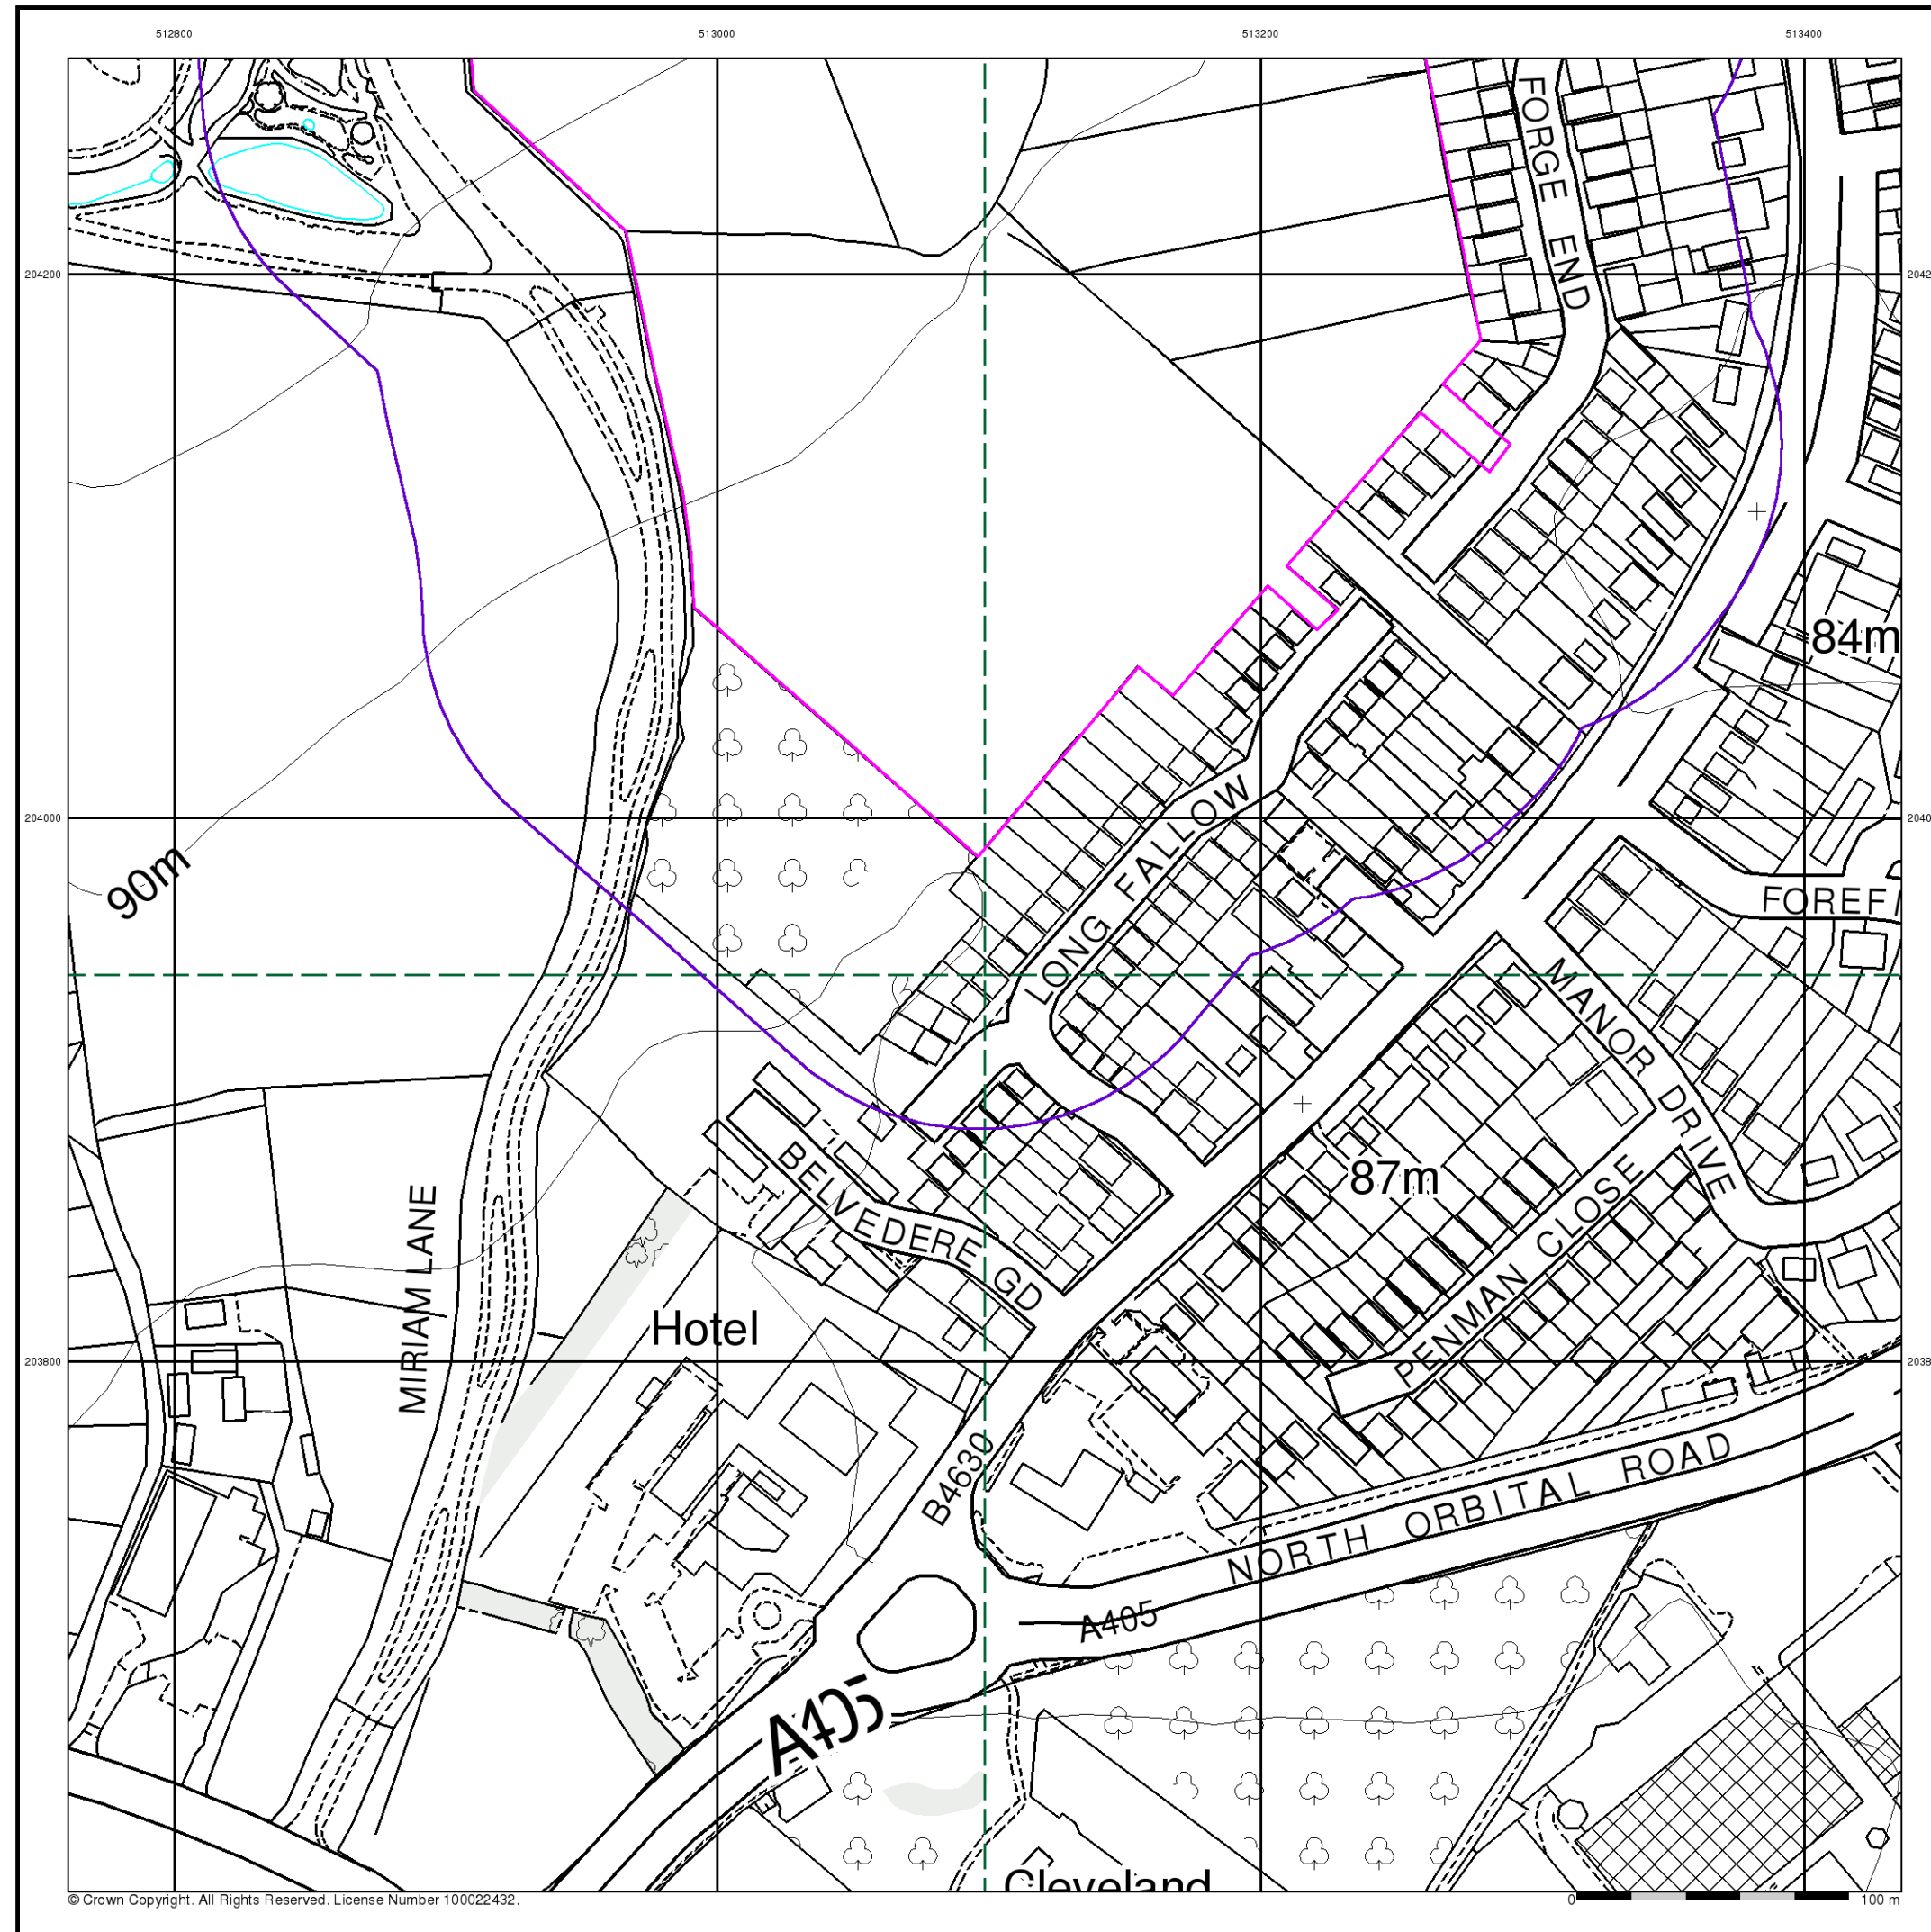 512800
513000
513200
513400
204200
FORGE END
84m
204000
90m
LONG FALLOW
MANOR DRIVE
87m
PENMAN CLOSE
BELVEDERE GD
MIRIAM LANE
Hotel
B4630
NORTH ORBITAL ROAD
A405
A405
203800
Cleveland
© Crown Copyright. All Rights Reserved. License Number 100022432.
0 100 m